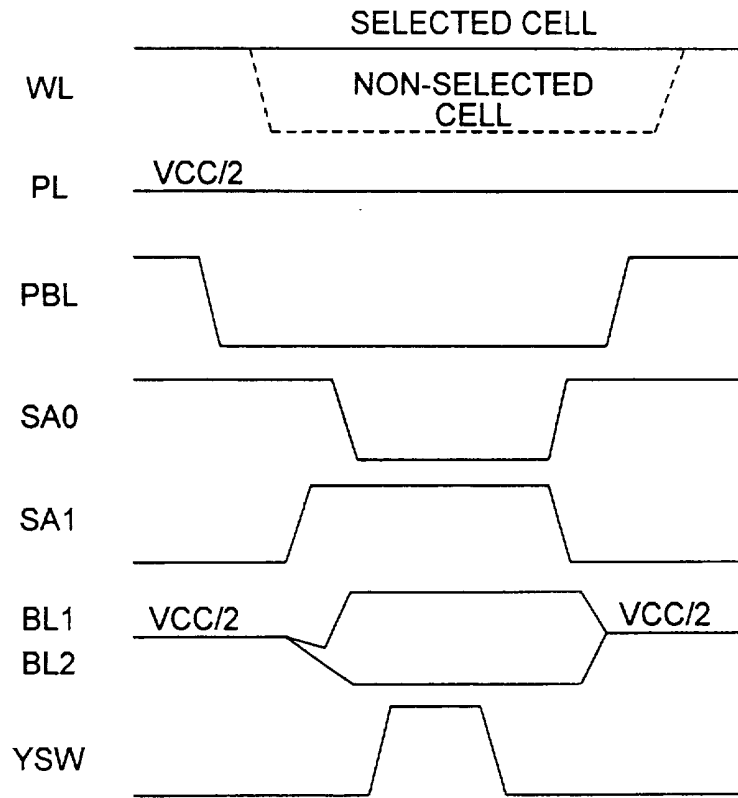 SELECTED CELL
WL
NON-SELECTED
CELL
VCC/2
PL
PBL
SA0
SA1
BL1
VCC/2
VCC/2
BL2
YSW